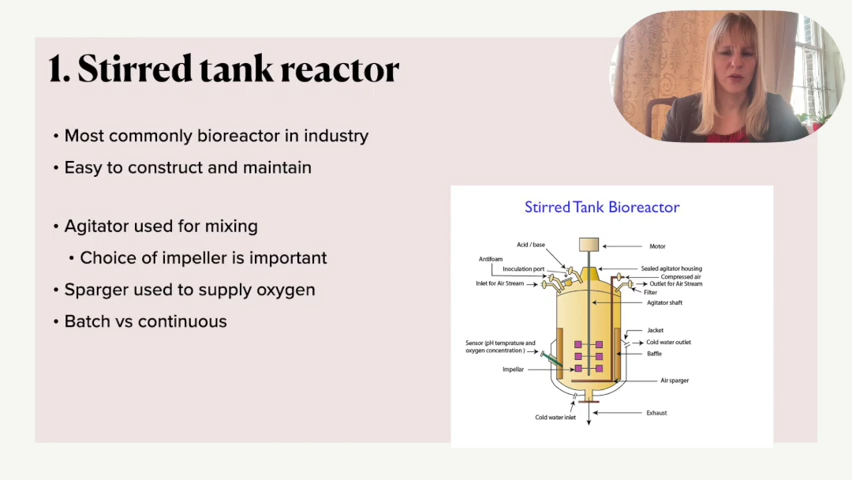 1. Stirred tank reactor
• Most commonly bioreactor in industry
• Easy to construct and maintain
• Agitator used for mixing
• Choice of impeller is important
• Sparger used to supply oxygen
• Batch vs continuous
Stirred Tank Bioreactor
Acid / base
Motor
Antifoam
Inoculation port
Sealed agitator housing
Compressed air
Inlet for Air Stream
Outlet for Air Stream
Filter
Agitator shaft
Jacket
Cold water outlet
Sensor (pH temprature and
oxygen concentration )
Baffle
Impellar
Air sparger
Cold water inlet
Exhaust